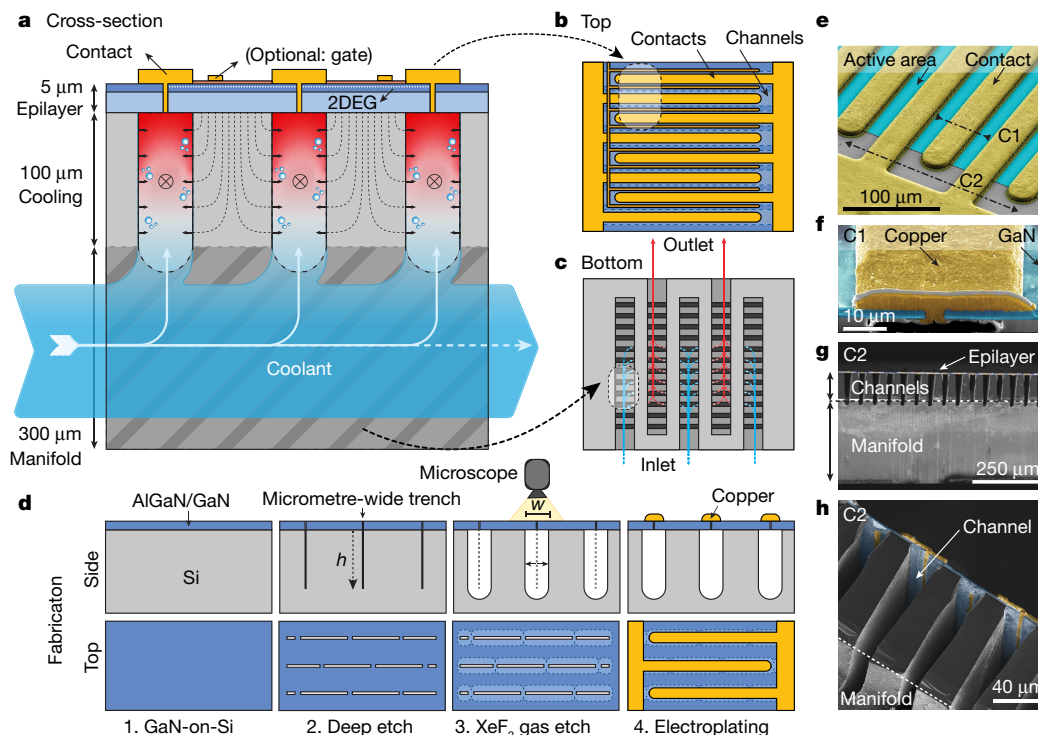 a Cross-section
Contact
(Optional: gate)
5 µm
Epilayer
2DEG
100 µm
Cooling
Coolant
300 µm
Manifold
b Top
Contacts
Channels
Outlet
c Bottom
Inlet
d
Microscope
AlGaN/GaN
Micrometre-wide trench
w
Copper
Fabricaton
Side
Si
h
Top
1. GaN-on-Si
2. Deep etch
3. XeF₂ gas etch
4. Electroplating
e
Active area
Contact
C1
C2
100 µm
f
C1
Copper
GaN
10 µm
g
C2
Epilayer
Channels
Manifold
250 µm
h
C2
Channel
Manifold
40 µm